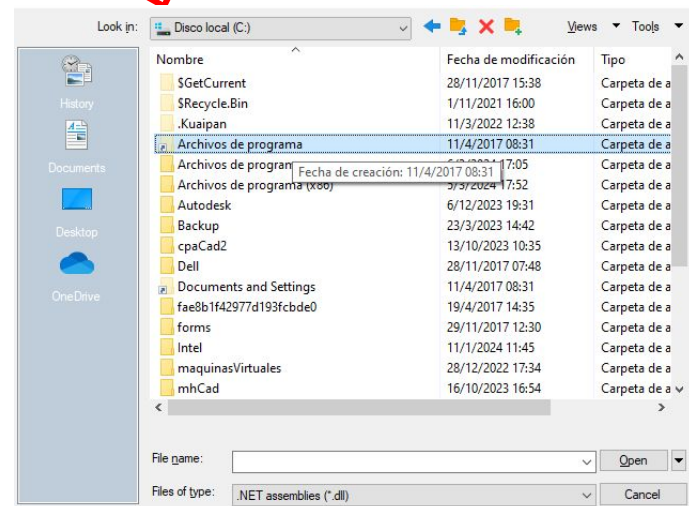 Look in: Disco local (C:) Views Tools
Nombre Fecha de modificación Tipo
$GetCurrent 28/11/2017 15:38 Carpeta de a
History
$Recycle.Bin 1/11/2021 16:00 Carpeta de a
.Kuaipan 11/3/2022 12:38 Carpeta de a
Archivos de programa 11/4/2017 08:31 Carpeta de a
Documents
Archivos de program 17:05 Carpeta de a
Fecha de creación: 11/4/2017 08:31
Archivos de programa (x86) 5/3/2024 17:52 Carpeta de a
Autodesk 6/12/2023 19:31 Carpeta de a
Desktop
Backup 23/3/2023 14:42 Carpeta de a
cpaCad2 13/10/2023 10:35 Carpeta de a
Dell 28/11/2017 07:48 Carpeta de a
OneDrive
Documents and Settings 11/4/2017 08:31 Carpeta de a
fae8b1f42977d193fcbde0 19/4/2017 14:35 Carpeta de a
forms 29/11/2017 12:30 Carpeta de a
Intel 11/1/2024 11:45 Carpeta de a
maquinasVirtuales 28/12/2022 17:34 Carpeta de a
mhCad 16/10/2023 16:54 Carpeta de a
File name: Open
Files of type: .NET assemblies (*.dll) Cancel